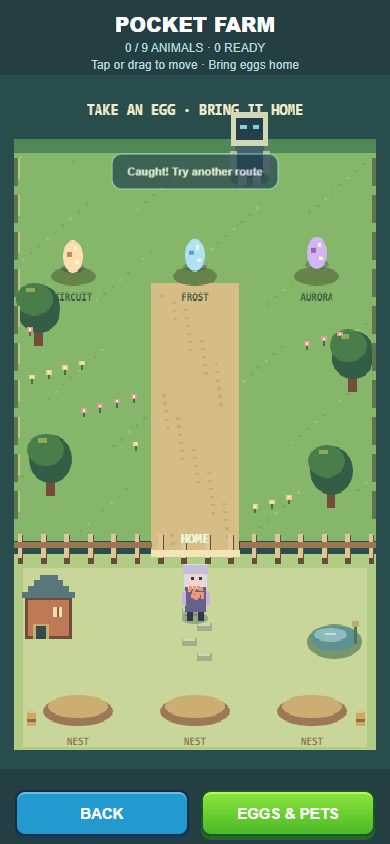 POCKET FARM
0 / 9 ANIMALS · 0 READY
Tap or drag to move · Bring eggs home
TAKE AN EGG · BRING IT HOME
Caught! Try another route
CIRCUIT FROST AURORA
HOME
NEST NEST NEST
BACK EGGS & PETS